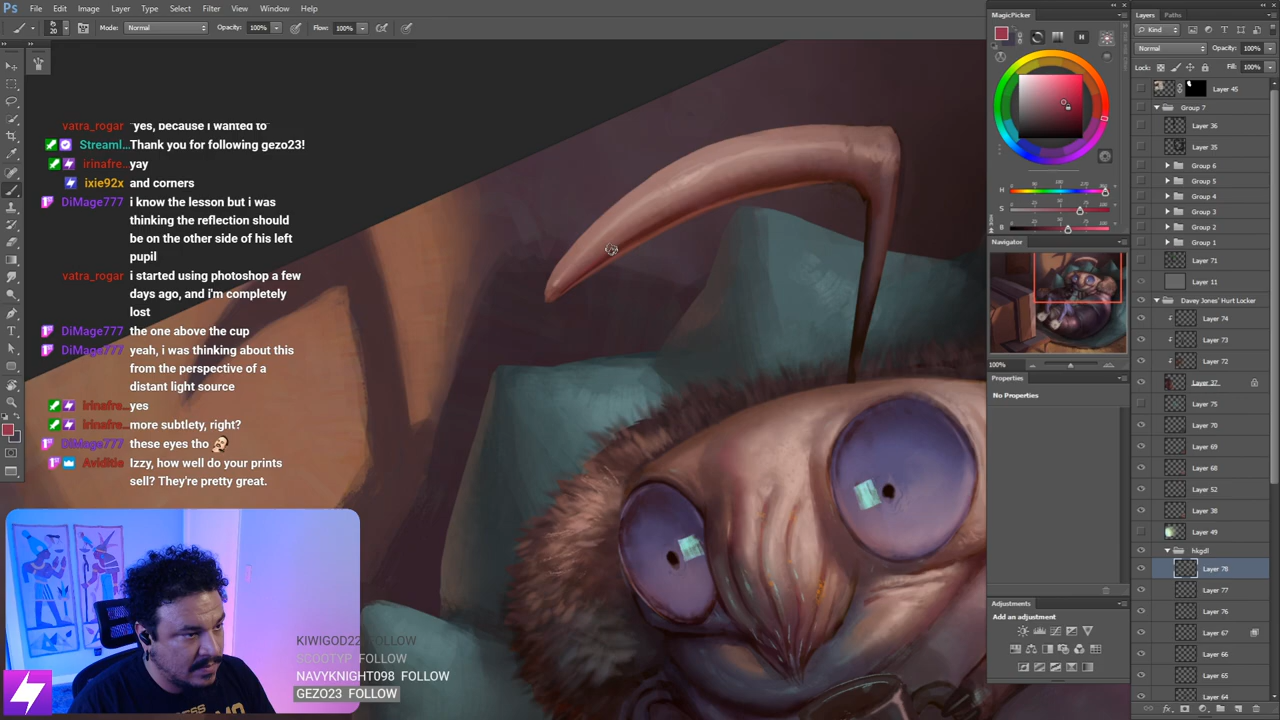 Ps File Edit Image Layer Type Select Filter View Window Help
20 Mode: Normal Opacity: 100% Flow: 100%
vatra_rogar yes, because i wanted to
Streaml... Thank you for following gezo23!
irinafre... yay
ixie92x and corners
DiMage777 i know the lesson but i was
thinking the reflection should
be on the other side of his left
pupil
vatra_rogar i started using photoshop a few
days ago, and i'm completely
lost
DiMage777 the one above the cup
DiMage777 yeah, i was thinking about this
from the perspective of a
distant light source
irinafre... yes
irinafre... more subtlety, right?
DiMage777 these eyes tho
Aviditie Izzy, how well do your prints
sell? They're pretty great.
KIWIGOD22 FOLLOW
SCOOTYP FOLLOW
NAVYKNIGHT098 FOLLOW
GEZO23 FOLLOW
MagicPicker
H
H
S
B
Navigator
100%
Properties
No Properties
Adjustments
Add an adjustment
Layers Paths
Kind
Normal Opacity: 100%
Lock: Fill: 100%
Layer 45
Group 7
Layer 36
Layer 35
Group 6
Group 5
Group 4
Group 3
Group 2
Group 1
Layer 71
Layer 11
Davey Jones' Hurt Locker
Layer 74
Layer 73
Layer 72
Layer 37
Layer 75
Layer 70
Layer 69
Layer 68
Layer 52
Layer 38
Layer 49
hkgdl
Layer 78
Layer 77
Layer 76
Layer 67
Layer 66
Layer 65
Layer 64
fx